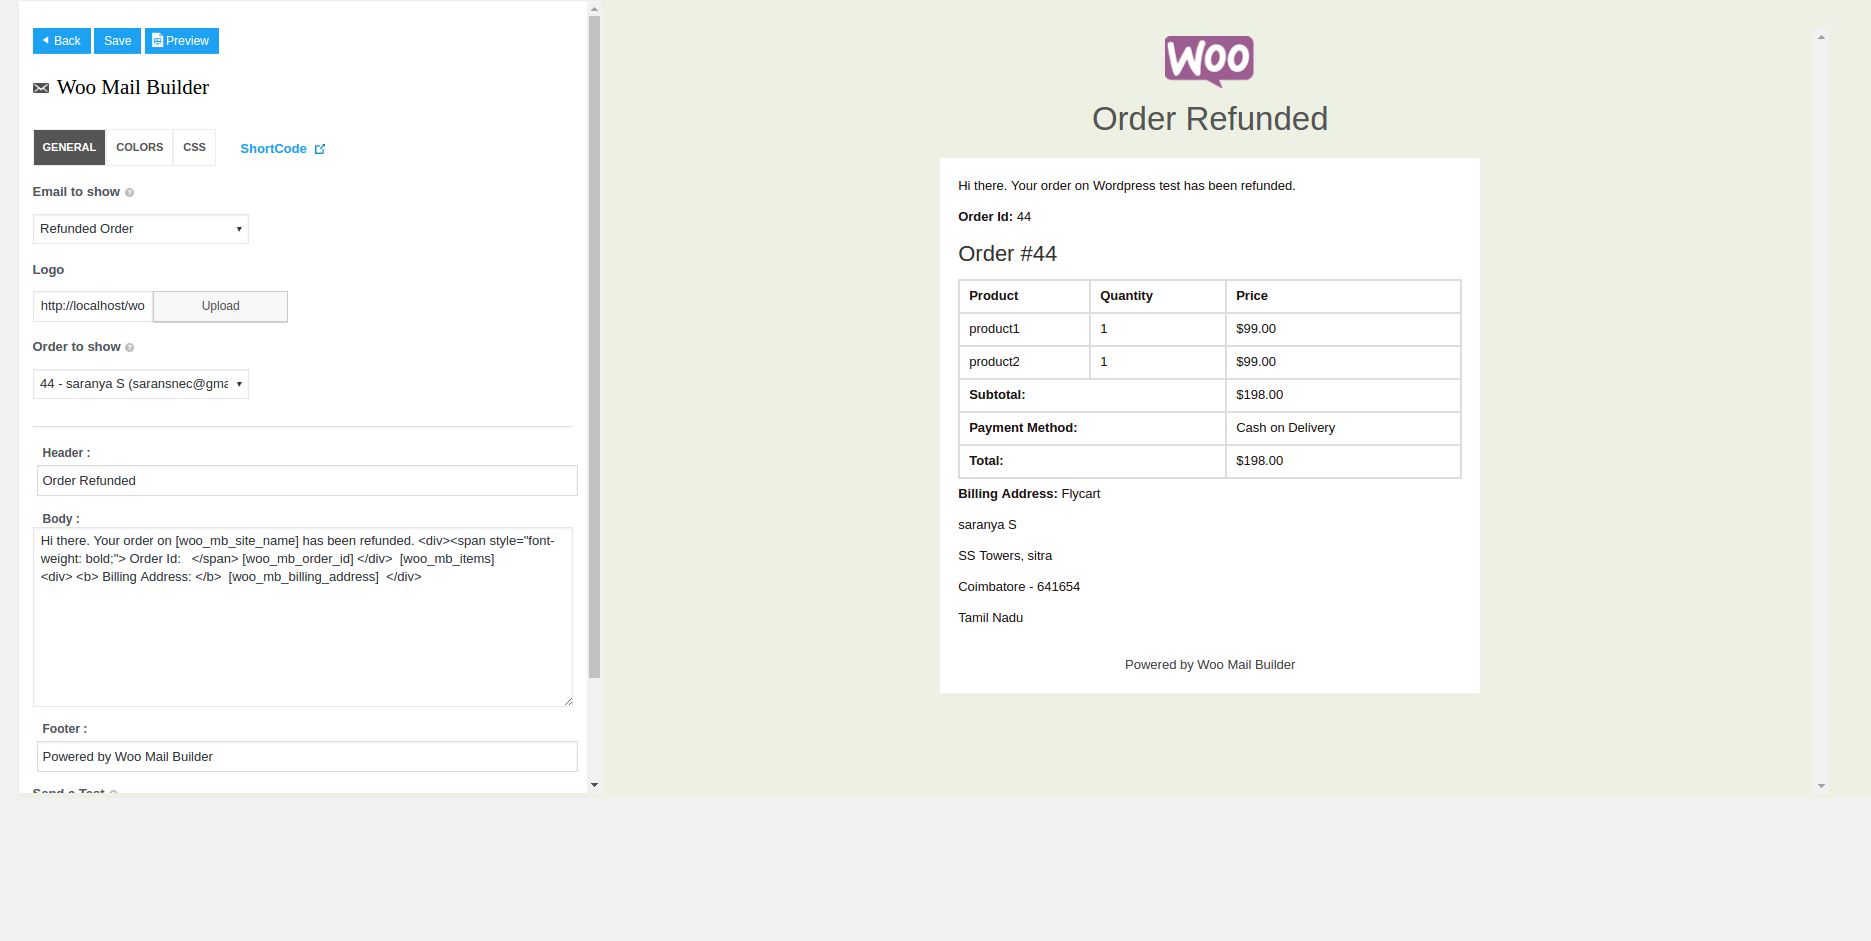 Back Save Preview
Woo Mail Builder
GENERAL COLORS CSS ShortCode
Email to show
Refunded Order
Logo
http://localhost/wo Upload
Order to show
44 - saranya S (saransnec@gma
Header :
Order Refunded
Body :
Hi there. Your order on [woo_mb_site_name] has been refunded. <div><span style="font-
weight: bold;"> Order Id:   </span> [woo_mb_order_id] </div>  [woo_mb_items]
<div> <b> Billing Address: </b>  [woo_mb_billing_address]  </div>
Footer :
Powered by Woo Mail Builder
Send a Test
Woo
Order Refunded
Hi there. Your order on Wordpress test has been refunded.
Order Id: 44
Order #44
Product Quantity Price
product1 1 $99.00
product2 1 $99.00
Subtotal: $198.00
Payment Method: Cash on Delivery
Total: $198.00
Billing Address: Flycart
saranya S
SS Towers, sitra
Coimbatore - 641654
Tamil Nadu
Powered by Woo Mail Builder